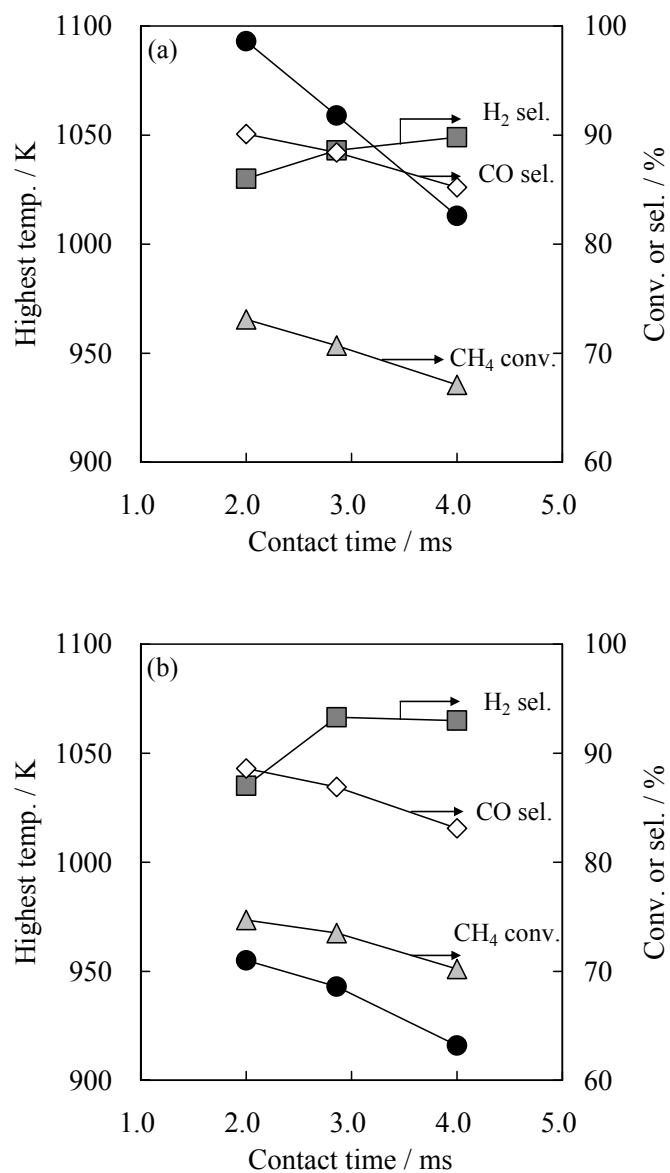 1100
100
(a)
H2 sel.
1050
90
CO sel.
Highest temp. / K
1000
80
Conv. or sel. / %
950
70
CH4 conv.
900
60
1.0 2.0 3.0 4.0 5.0
Contact time / ms
1100
100
(b)
H2 sel.
1050
90
CO sel.
Highest temp. / K
1000
80
Conv. or sel. / %
CH4 conv.
950
70
900
60
1.0 2.0 3.0 4.0 5.0
Contact time / ms